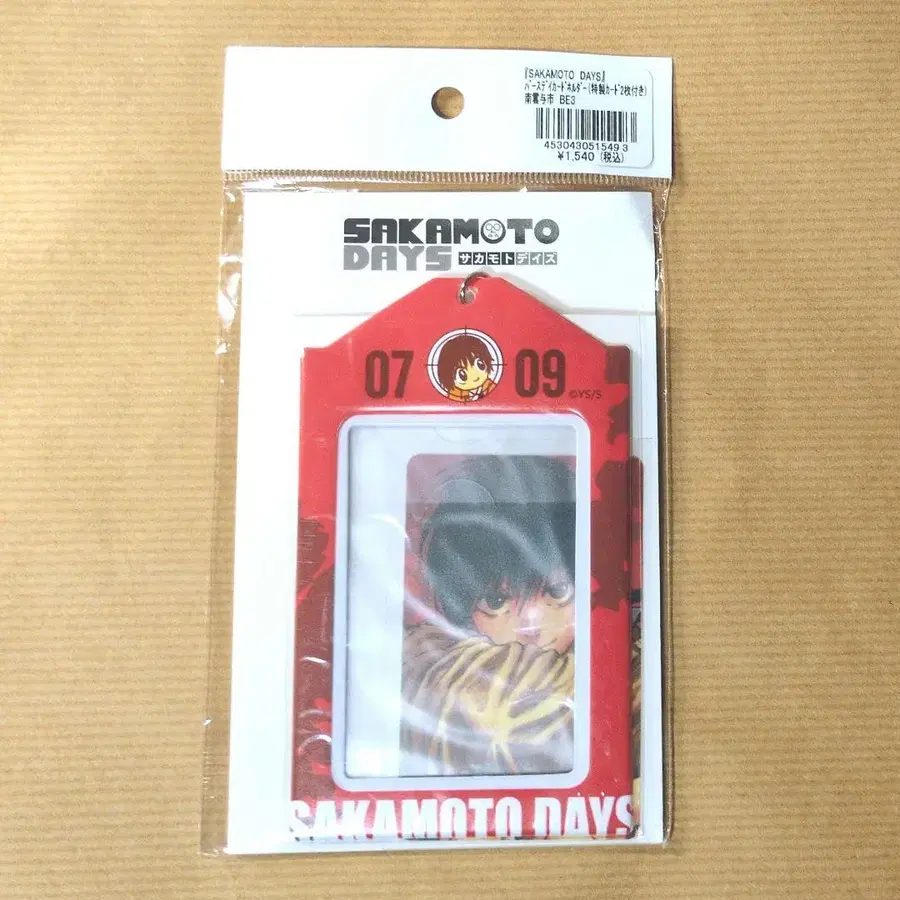 『SAKAMOTO DAYS』
ﾊﾞｰｽﾃﾞｲｶｰﾄﾞﾎﾙﾀﾞｰ(特製ｶｰﾄﾞ2枚付き)
南雲与市 BE3
453043051549 3
¥1,540 (税込)
SAKAMOTO
DAYS サカモトデイズ
07 09
©YS/S
SAKAMOTO DAYS